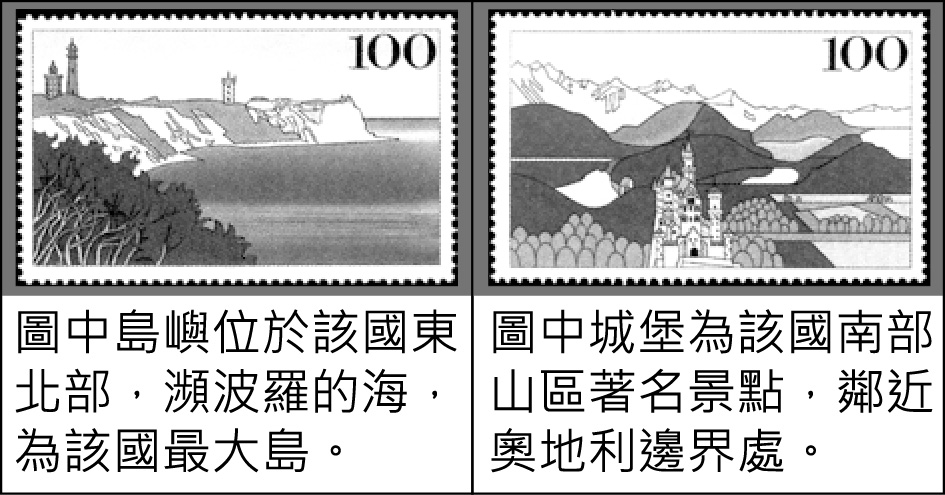 100
圖中島嶼位於該國東
北部，瀕波羅的海，
為該國最大島。
100
圖中城堡為該國南部
山區著名景點，鄰近
奧地利邊界處。